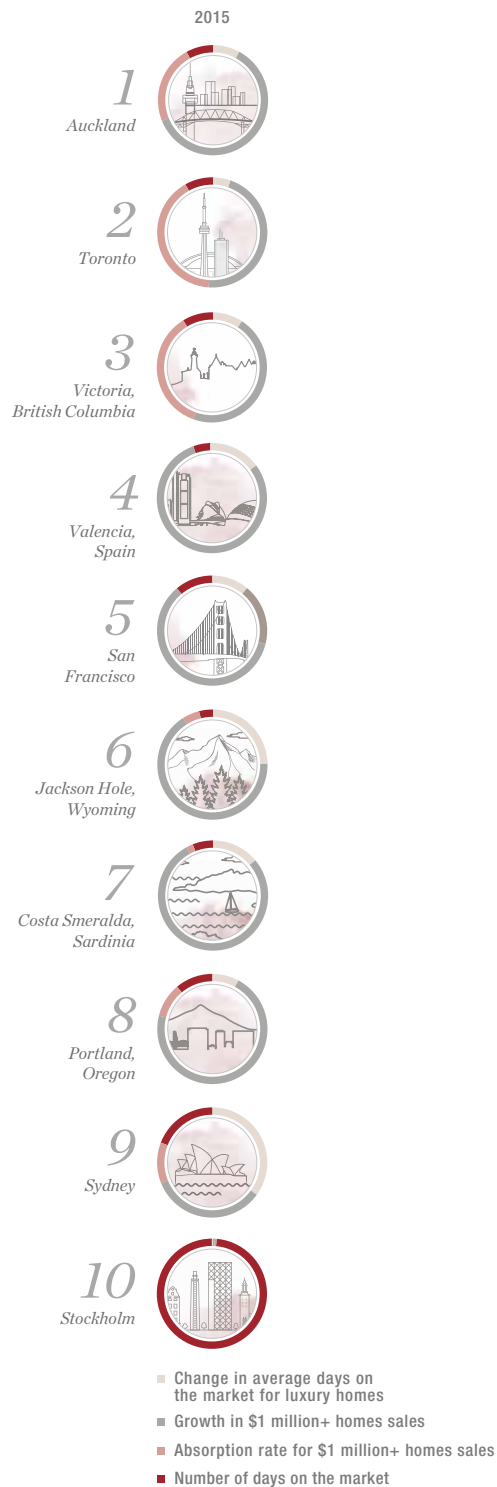 2015
1
Auckland
2
Toronto
3
Victoria,
British Columbia
4
Valencia,
Spain
5
San
Francisco
6
Jackson Hole,
Wyoming
7
Costa Smeralda,
Sardinia
8
Portland,
Oregon
9
Sydney
10
Stockholm
Change in average days on
the market for luxury homes
Growth in $1 million+ homes sales
Absorption rate for $1 million+ homes sales
Number of days on the market